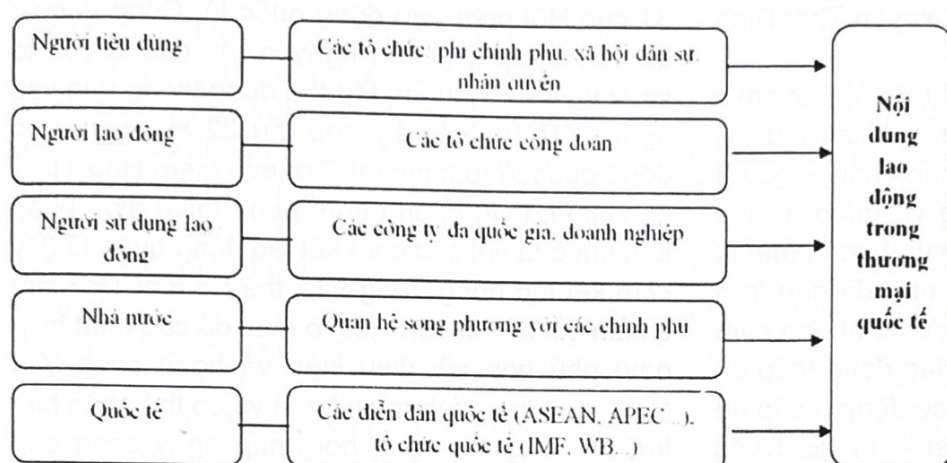 Người tiêu dùng
Các tổ chức: phi chính phủ, xã hội dân sự,
nhân quyền
Người lao động
Các tổ chức công đoàn
Người sử dụng lao
động
Các công ty đa quốc gia, doanh nghiệp
Nhà nước
Quan hệ song phương với các chính phủ
Quốc tế
Các diễn đàn quốc tế (ASEAN, APEC...),
tổ chức quốc tế (IMF, WB...)
Nội
dung
lao
động
trong
thương
mại
quốc tế